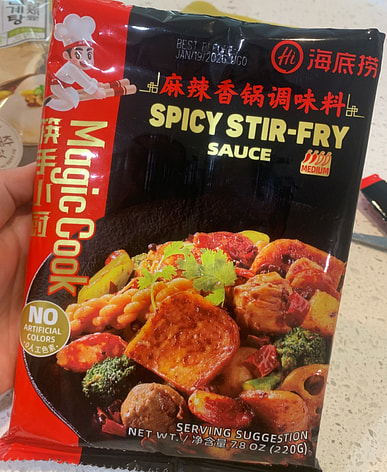 BEST BEFORE
JAN/19/2025
Hi 海底捞
麻辣香锅调味料
SPICY STIR-FRY
SAUCE
MEDIUM
Magic Cook
筷手小厨
NO
ARTIFICIAL
COLORS
SERVING SUGGESTION
NET WT. / 净含量 7.8 OZ (220G)